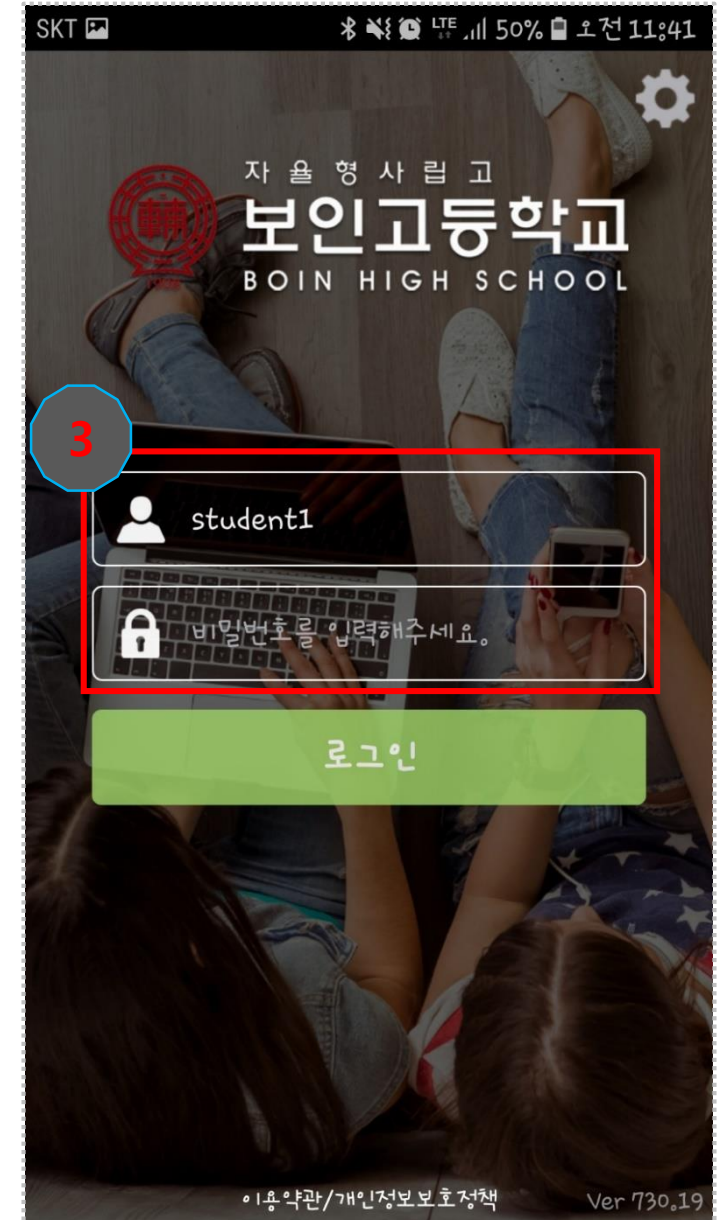 SKT LTE 50% 오전 11:41
자율형사립고
보인고등학교
BOIN HIGH SCHOOL
3
student1
비밀번호를 입력해주세요.
로그인
이용약관/개인정보보호정책 Ver 730.19